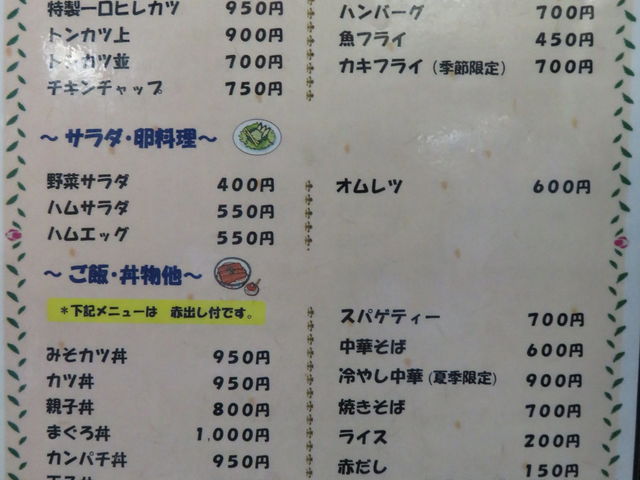 特製一口ヒレカツ 950円
トンカツ上 900円
トンカツ並 700円
チキンチャップ 750円
ハンバーグ 700円
魚フライ 450円
カキフライ（季節限定） 700円
～ サラダ・卵料理～
野菜サラダ 400円
ハムサラダ 550円
ハムエッグ 550円
オムレツ 600円
～ ご飯・丼物他～
＊下記メニューは 赤出し付です。
みそカツ丼 950円
カツ丼 950円
親子丼 800円
まぐろ丼 1,000円
カンパチ丼 950円
スパゲティー 700円
中華そば 600円
冷やし中華（夏季限定） 900円
焼きそば 700円
ライス 200円
赤だし 150円